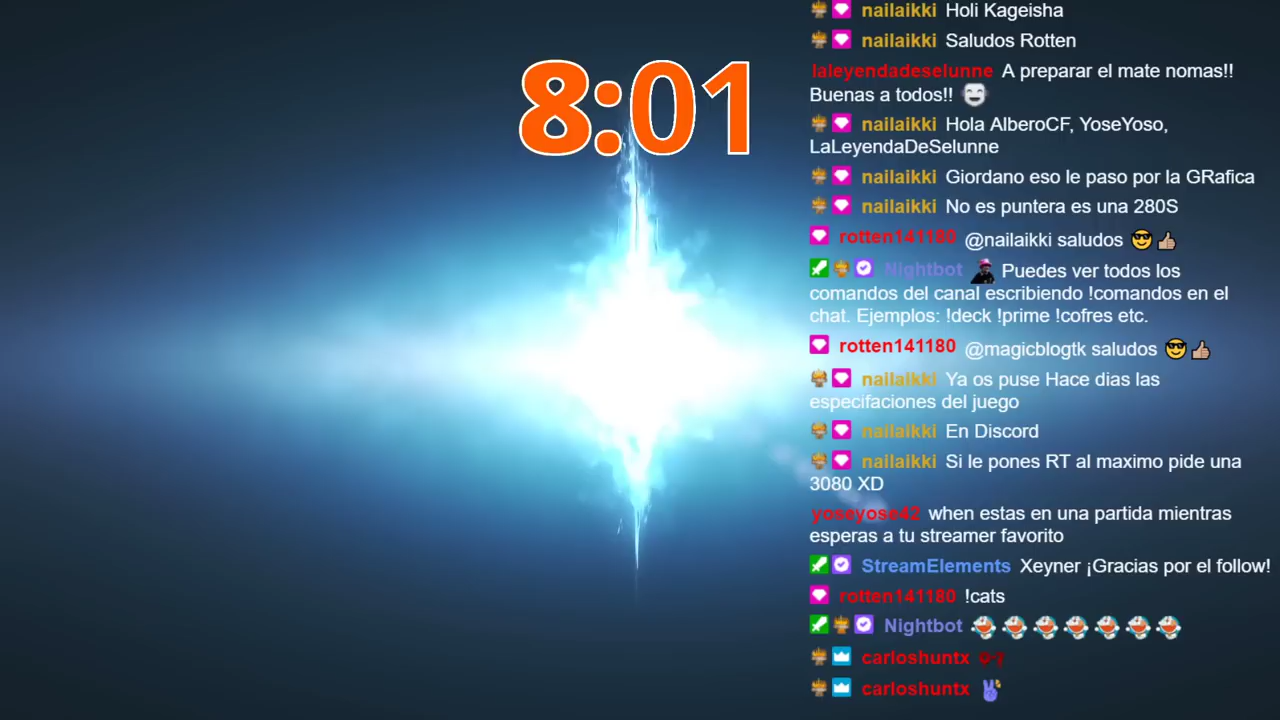 8:01
nailaikki Holi Kageisha
nailaikki Saludos Rotten
laleyendadeselunne A preparar el mate nomas!!
Buenas a todos!!
nailaikki Hola AlberoCF, YoseYoso,
LaLeyendaDeSelunne
nailaikki Giordano eso le paso por la GRafica
nailaikki No es puntera es una 280S
rotten141180 @nailaikki saludos 😎👍
Nightbot Puedes ver todos los
comandos del canal escribiendo !comandos en el
chat. Ejemplos: !deck !prime !cofres etc.
rotten141180 @magicblogtk saludos 😎👍
nailaikki Ya os puse Hace dias las
especifaciones del juego
nailaikki En Discord
nailaikki Si le pones RT al maximo pide una
3080 XD
yoseyose42 when estas en una partida mientras
esperas a tu streamer favorito
StreamElements Xeyner ¡Gracias por el follow!
rotten141180 !cats
Nightbot
carloshuntx
carloshuntx